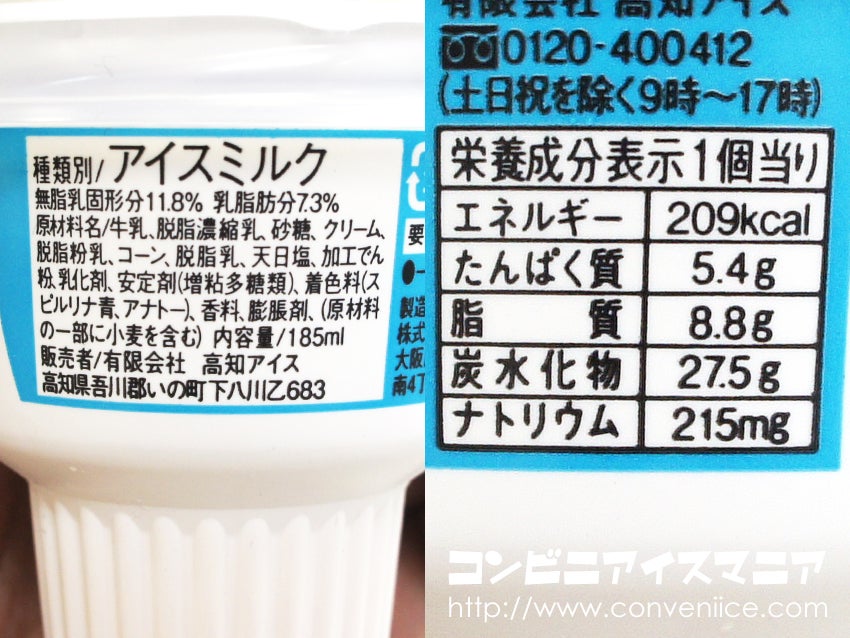 種類別/アイスミルク
無脂乳固形分11.8% 乳脂肪分7.3%
原材料名/牛乳、脱脂濃縮乳、砂糖、クリーム、
脱脂粉乳、コーン、脱脂乳、天日塩、加工でん
粉、乳化剤、安定剤(増粘多糖類)、着色料(ス
ピルリナ青、アナトー)、香料、膨脹剤、(原材料
の一部に小麦を含む) 内容量/185ml
販売者/有限会社 高知アイス
高知県吾川郡いの町下八川乙683
要
●一
製造
株式
大阪
南4丁
有限会社 高知アイス
0120-400412
(土日祝を除く9時〜17時)
栄養成分表示1個当り
エネルギー 209kcal
たんぱく質 5.4g
脂質 8.8g
炭水化物 27.5g
ナトリウム 215mg
コンビニアイスマニア
http://www.conveniice.com/